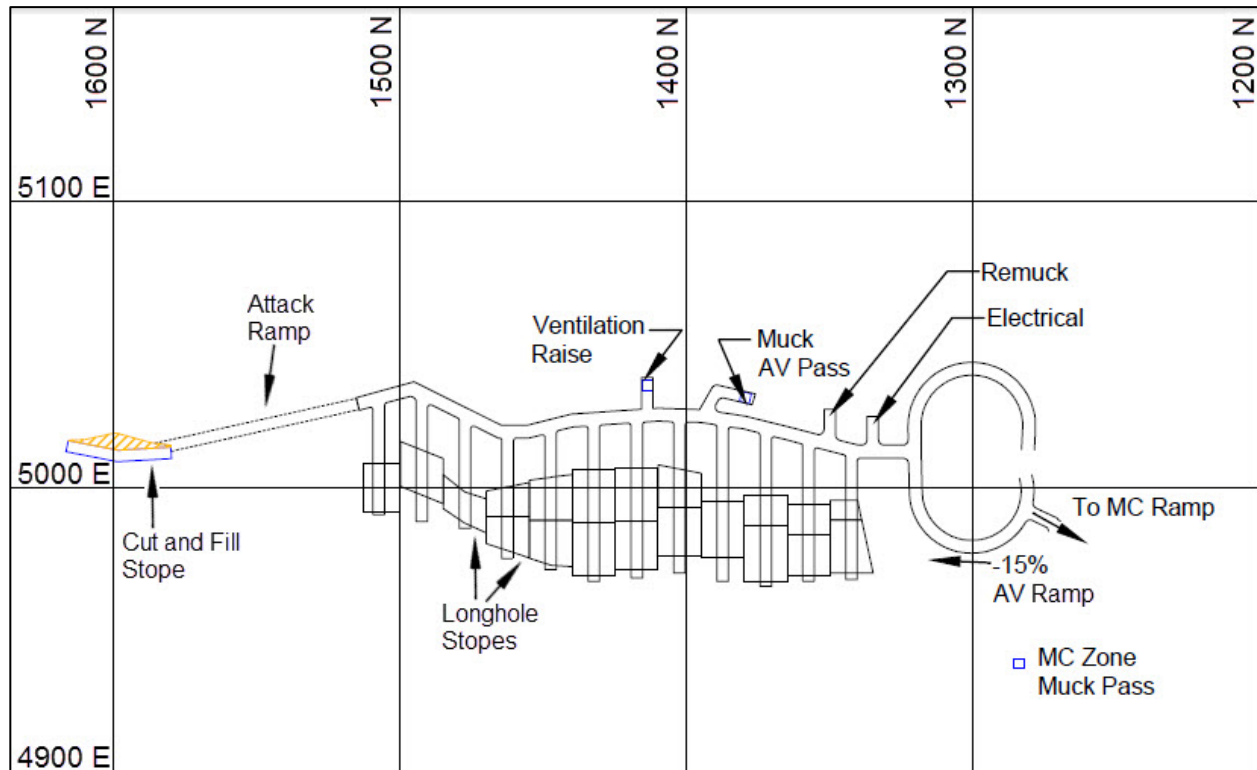 1600 N
1500 N
1400 N
1300 N
1200 N
5100 E
Remuck
Attack
Ramp
Electrical
Ventilation
Raise
Muck
AV Pass
5000 E
To MC Ramp
Cut and Fill
Stope
-15%
AV Ramp
Longhole
Stopes
MC Zone
Muck Pass
4900 E